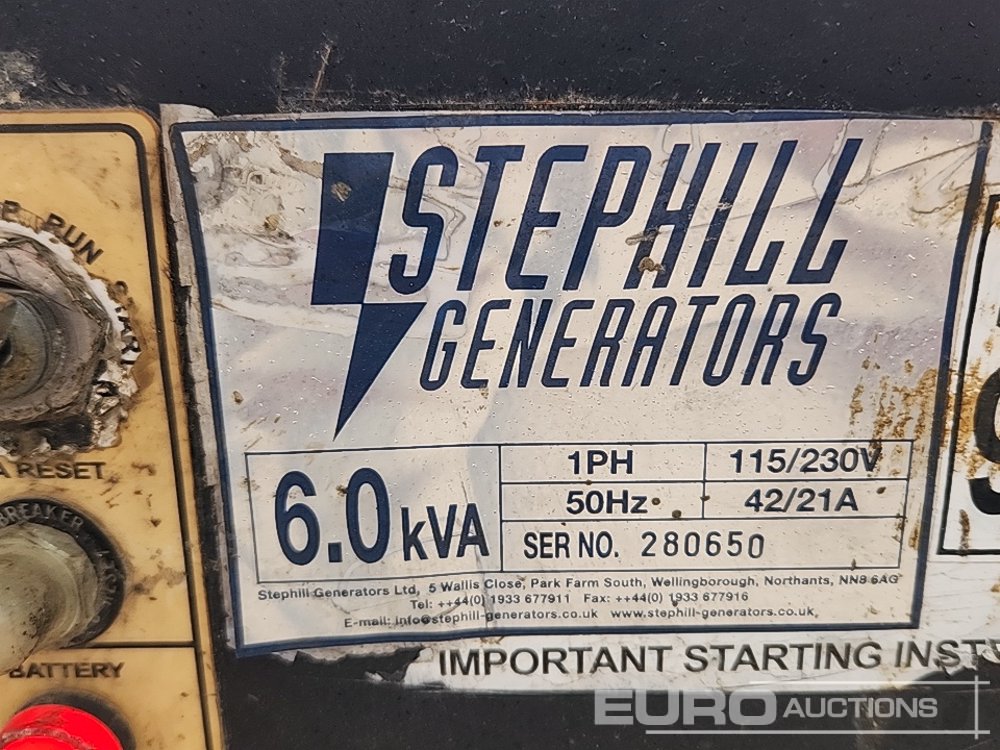 STEPHILL
GENERATORS
6.0 kVA
1PH 115/230V
50Hz 42/21A
SER NO. 280650
Stephill Generators Ltd, 5 Wallis Close, Park Farm South, Wellingborough, Northants, NN8 6AG
Tel: ++44(0) 1933 677911 Fax: ++44(0) 1933 677916
E-mail: info@stephill-generators.co.uk www.stephill-generators.co.uk,
IMPORTANT STARTING
RUN
RESET
BREAKER
BATTERY
EURO AUCTIONS